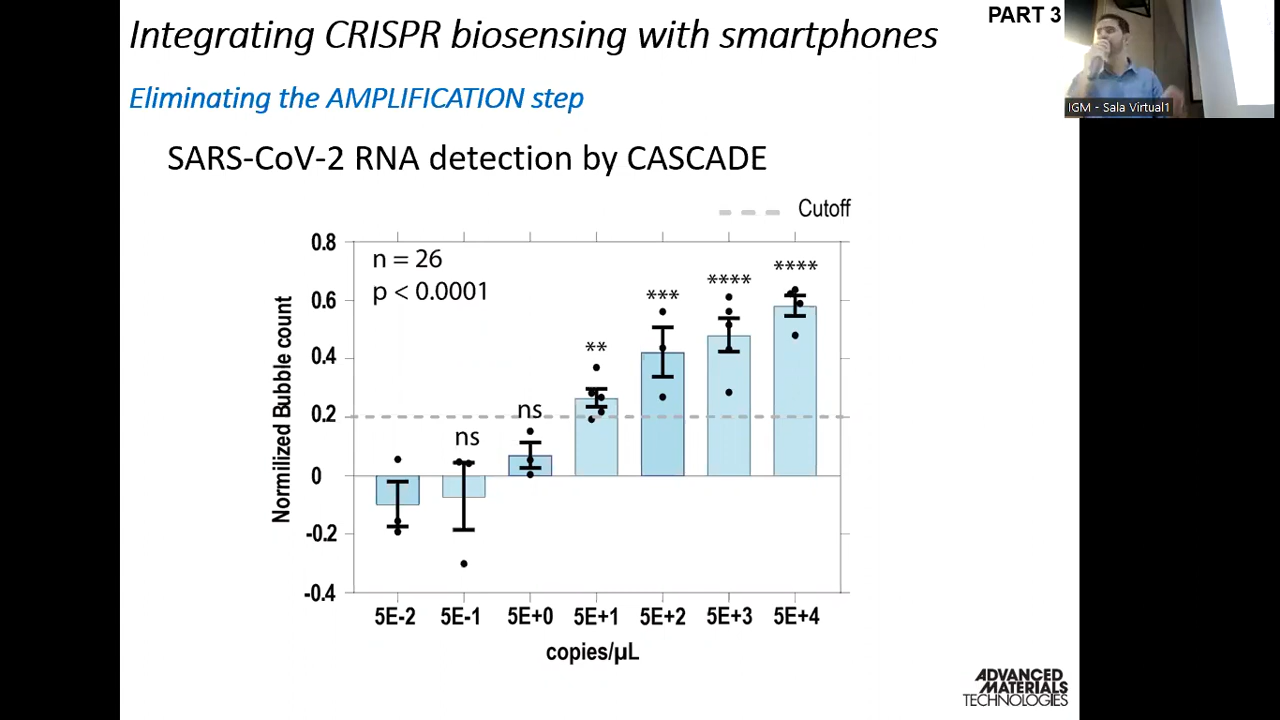 Integrating CRISPR biosensing with smartphones
PART 3
Eliminating the AMPLIFICATION step
IGM - Sala Virtual1
SARS-CoV-2 RNA detection by CASCADE
Cutoff
n = 26
p < 0.0001
Normilized Bubble count
0.8
0.6
0.4
0.2
0
-0.2
-0.4
ns
ns
**
***
****
****
5E-2 5E-1 5E+0 5E+1 5E+2 5E+3 5E+4
copies/µL
ADVANCED
MATERIALS
TECHNOLOGIES